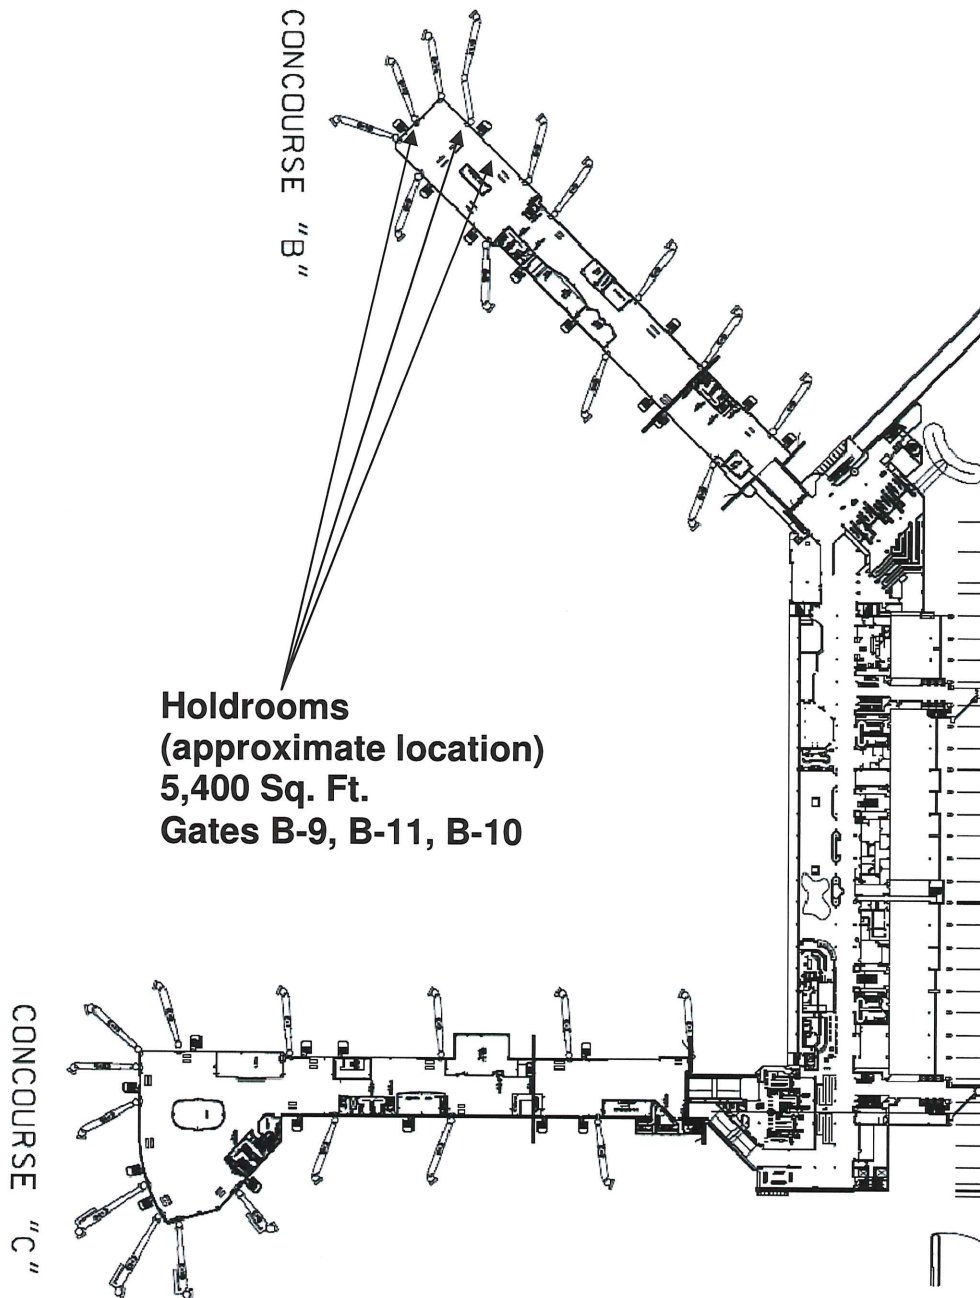 CONCOURSE "B"
Holdrooms
(approximate location)
5,400 Sq. Ft.
Gates B-9, B-11, B-10
CONCOURSE "C"